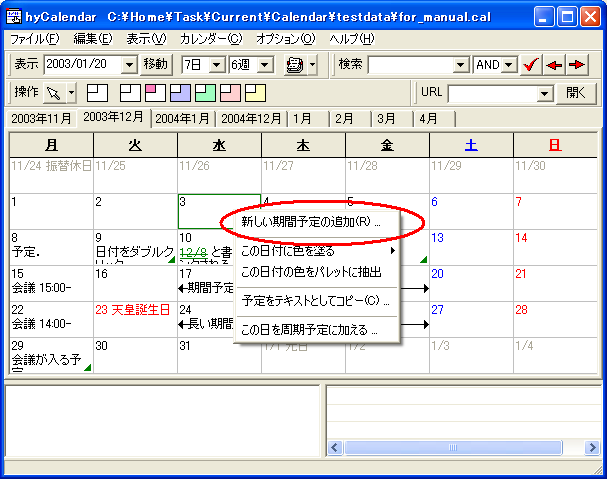 hyCalendar C:¥Home¥Task¥Current¥Calendar¥testdata¥for_manual.cal
ファイル(F) 編集(E) 表示(V) カレンダー(C) オプション(O) ヘルプ(H)
表示 2003/01/20 移動 7日 6週 検索 AND
操作 URL 開く
2003年11月 2003年12月 2004年1月 2004年12月 1月 2月 3月 4月
月 火 水 木 金 土 日
11/24 振替休日 11/25 11/26 11/27 11/28 11/29 11/30
1 2 3 4 5 6 7
新しい期間予定の追加(R) ...
8 9 10 13 14
予定. 日付をダブルク 12/8 と書
この日付に色を塗る
この日付の色をパレットに抽出
15 16 17 20 21
会議 15:00- 期間予定
予定をテキストとしてコピー(C) ...
22 23 天皇誕生日 24 27 28
会議 14:00- 長い期間
この日を周期予定に加える ...
29 30 31 1/1 元日 1/2 1/3 1/4
会議が入る予